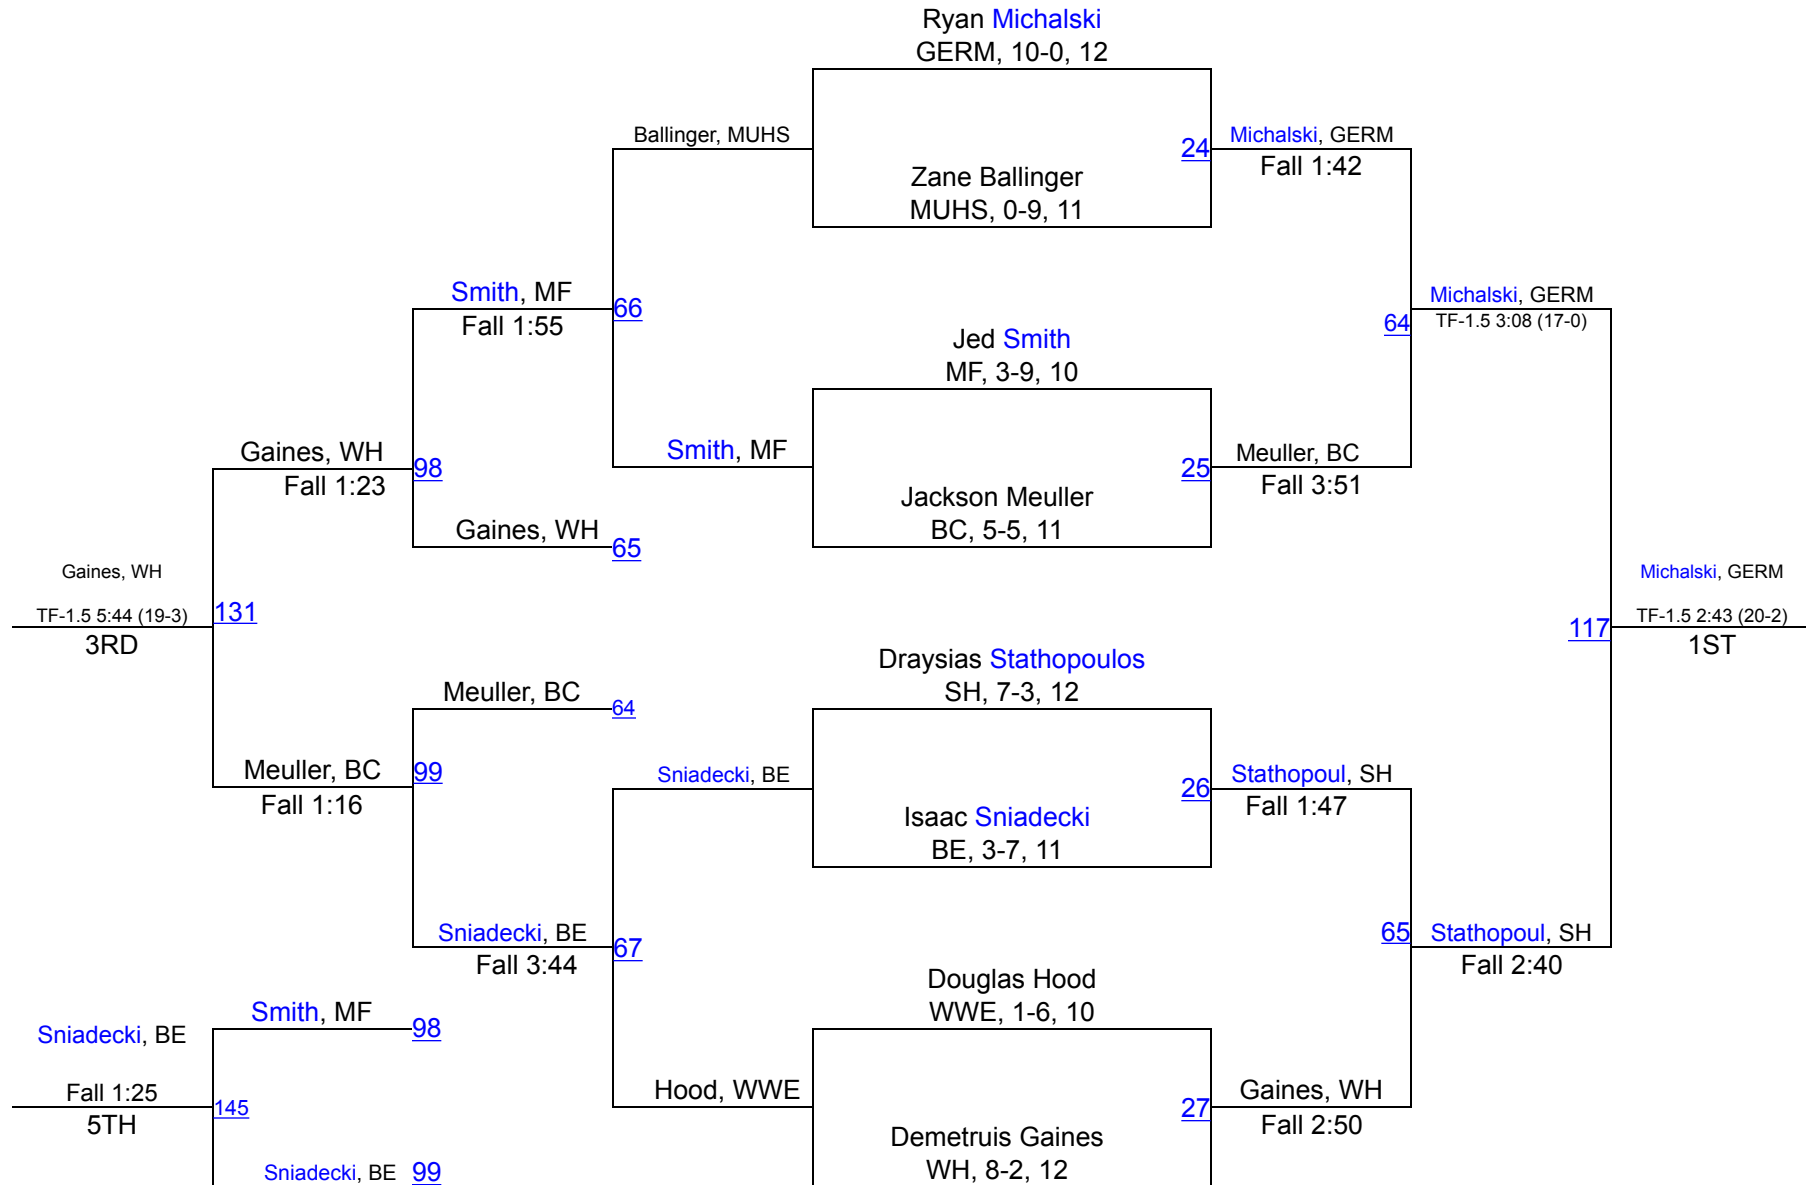 Ryan Michalski
GERM, 10-0, 12
Ballinger, MUHS
24
Michalski, GERM
Fall 1:42
Zane Ballinger
MUHS, 0-9, 11
Smith, MF
Fall 1:55
66
Michalski, GERM
TF-1.5 3:08 (17-0)
64
Jed Smith
MF, 3-9, 10
Gaines, WH
Fall 1:23
98
Smith, MF
25
Meuller, BC
Fall 3:51
Jackson Meuller
BC, 5-5, 11
Gaines, WH
65
Gaines, WH
TF-1.5 5:44 (19-3)
3RD
131
Michalski, GERM
TF-1.5 2:43 (20-2)
1ST
117
Draysias Stathopoulos
SH, 7-3, 12
Meuller, BC
64
Meuller, BC
Fall 1:16
99
Sniadecki, BE
26
Stathopoul, SH
Fall 1:47
Isaac Sniadecki
BE, 3-7, 11
Sniadecki, BE
Fall 3:44
67
65
Stathopoul, SH
Fall 2:40
Douglas Hood
WWE, 1-6, 10
Smith, MF
98
Sniadecki, BE
Fall 1:25
5TH
145
Hood, WWE
27
Gaines, WH
Fall 2:50
Demetruis Gaines
WH, 8-2, 12
Sniadecki, BE
99